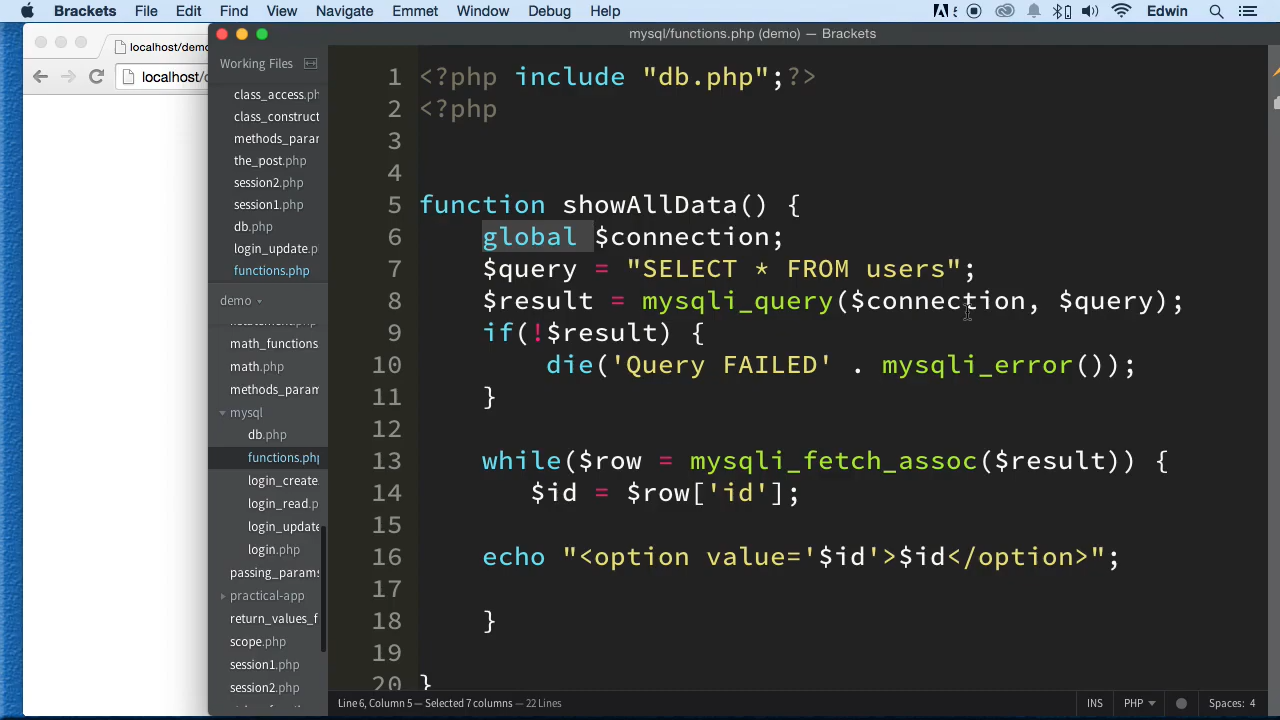 Brackets File Edit Find View Navigate Emmet Window Debug Help
6 Edwin
localhost/demo
localhost/d
mysql/functions.php (demo) — Brackets
Working Files
class_access.ph
class_construct
methods_para
the_post.php
session2.php
session1.php
db.php
login_update.p
functions.php
demo
math_functions
math.php
methods_para
mysql
db.php
functions.php
login_create.
login_read.p
login_update
login.php
passing_params
practical-app
return_values_f
scope.php
session1.php
session2.php
1 <?php include "db.php";?>
2 <?php
3
4
5 function showAllData() {
6 global $connection;
7 $query = "SELECT * FROM users";
8 $result = mysqli_query($connection, $query);
9 if(!$result) {
10 die('Query FAILED' . mysqli_error());
11 }
12
13 while($row = mysqli_fetch_assoc($result)) {
14 $id = $row['id'];
15
16 echo "<option value='$id'>$id</option>";
17
18 }
19
20 }
Line 6, Column 5 — Selected 7 columns — 22 Lines
INS PHP Spaces: 4